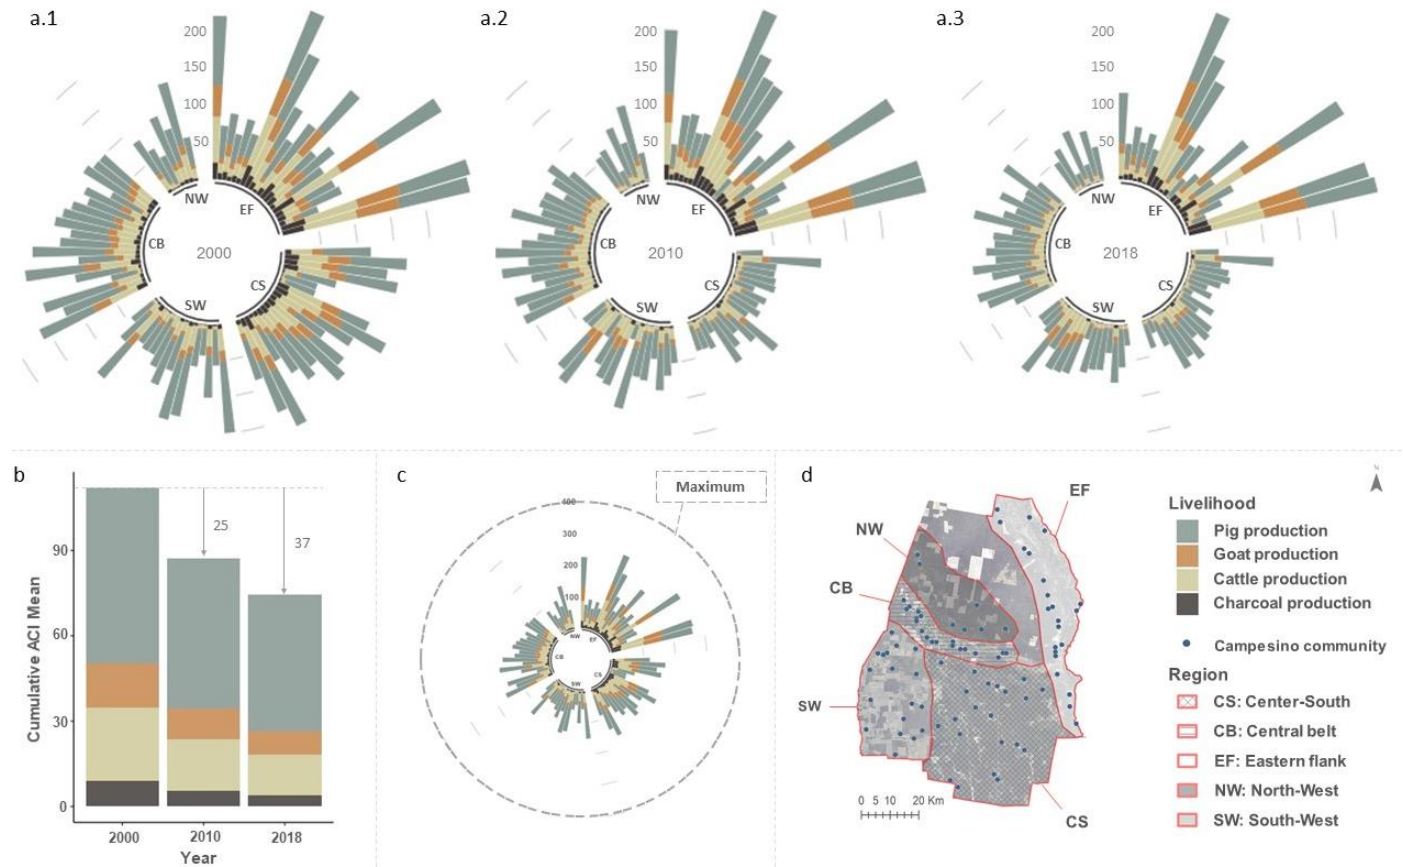 a.1
200
150
100
50
NW
EF
CB
2000
CS
SW
a.2
200
150
100
50
NW
EF
CB
2010
CS
SW
a.3
200
150
100
50
NW
EF
CB
2018
CS
SW
b
Cumulative ACI Mean
90
60
30
0
25
37
2000
2010
2018
Year
c
Maximum
400
300
200
100
NW
EF
CB
CS
SW
d
N
EF
NW
CB
SW
CS
0 5 10 20 Km
Livelihood
Pig production
Goat production
Cattle production
Charcoal production
Campesino community
Region
CS: Center-South
CB: Central belt
EF: Eastern flank
NW: North-West
SW: South-West